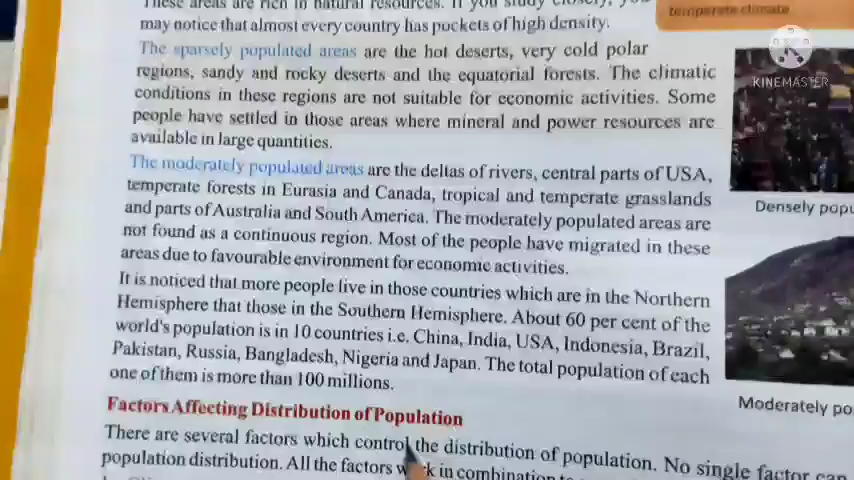 These areas are rich in natural resources. If you study closely, you
may notice that almost every country has pockets of high density.
The sparsely populated areas are the hot deserts, very cold polar
regions, sandy and rocky deserts and the equatorial forests. The climatic
conditions in these regions are not suitable for economic activities. Some
people have settled in those areas where mineral and power resources are
available in large quantities.
The moderately populated areas are the deltas of rivers, central parts of USA,
temperate forests in Eurasia and Canada, tropical and temperate grasslands
and parts of Australia and South America. The moderately populated areas are
not found as a continuous region. Most of the people have migrated in these
areas due to favourable environment for economic activities.
It is noticed that more people live in those countries which are in the Northern
Hemisphere that those in the Southern Hemisphere. About 60 per cent of the
world's population is in 10 countries i.e. China, India, USA, Indonesia, Brazil,
Pakistan, Russia, Bangladesh, Nigeria and Japan. The total population of each
one of them is more than 100 millions.
Factors Affecting Distribution of Population
There are several factors which control the distribution of population. No single factor can
population distribution. All the factors work in combination
temperate climate
KINEMASTER
Densely popu
Moderately po